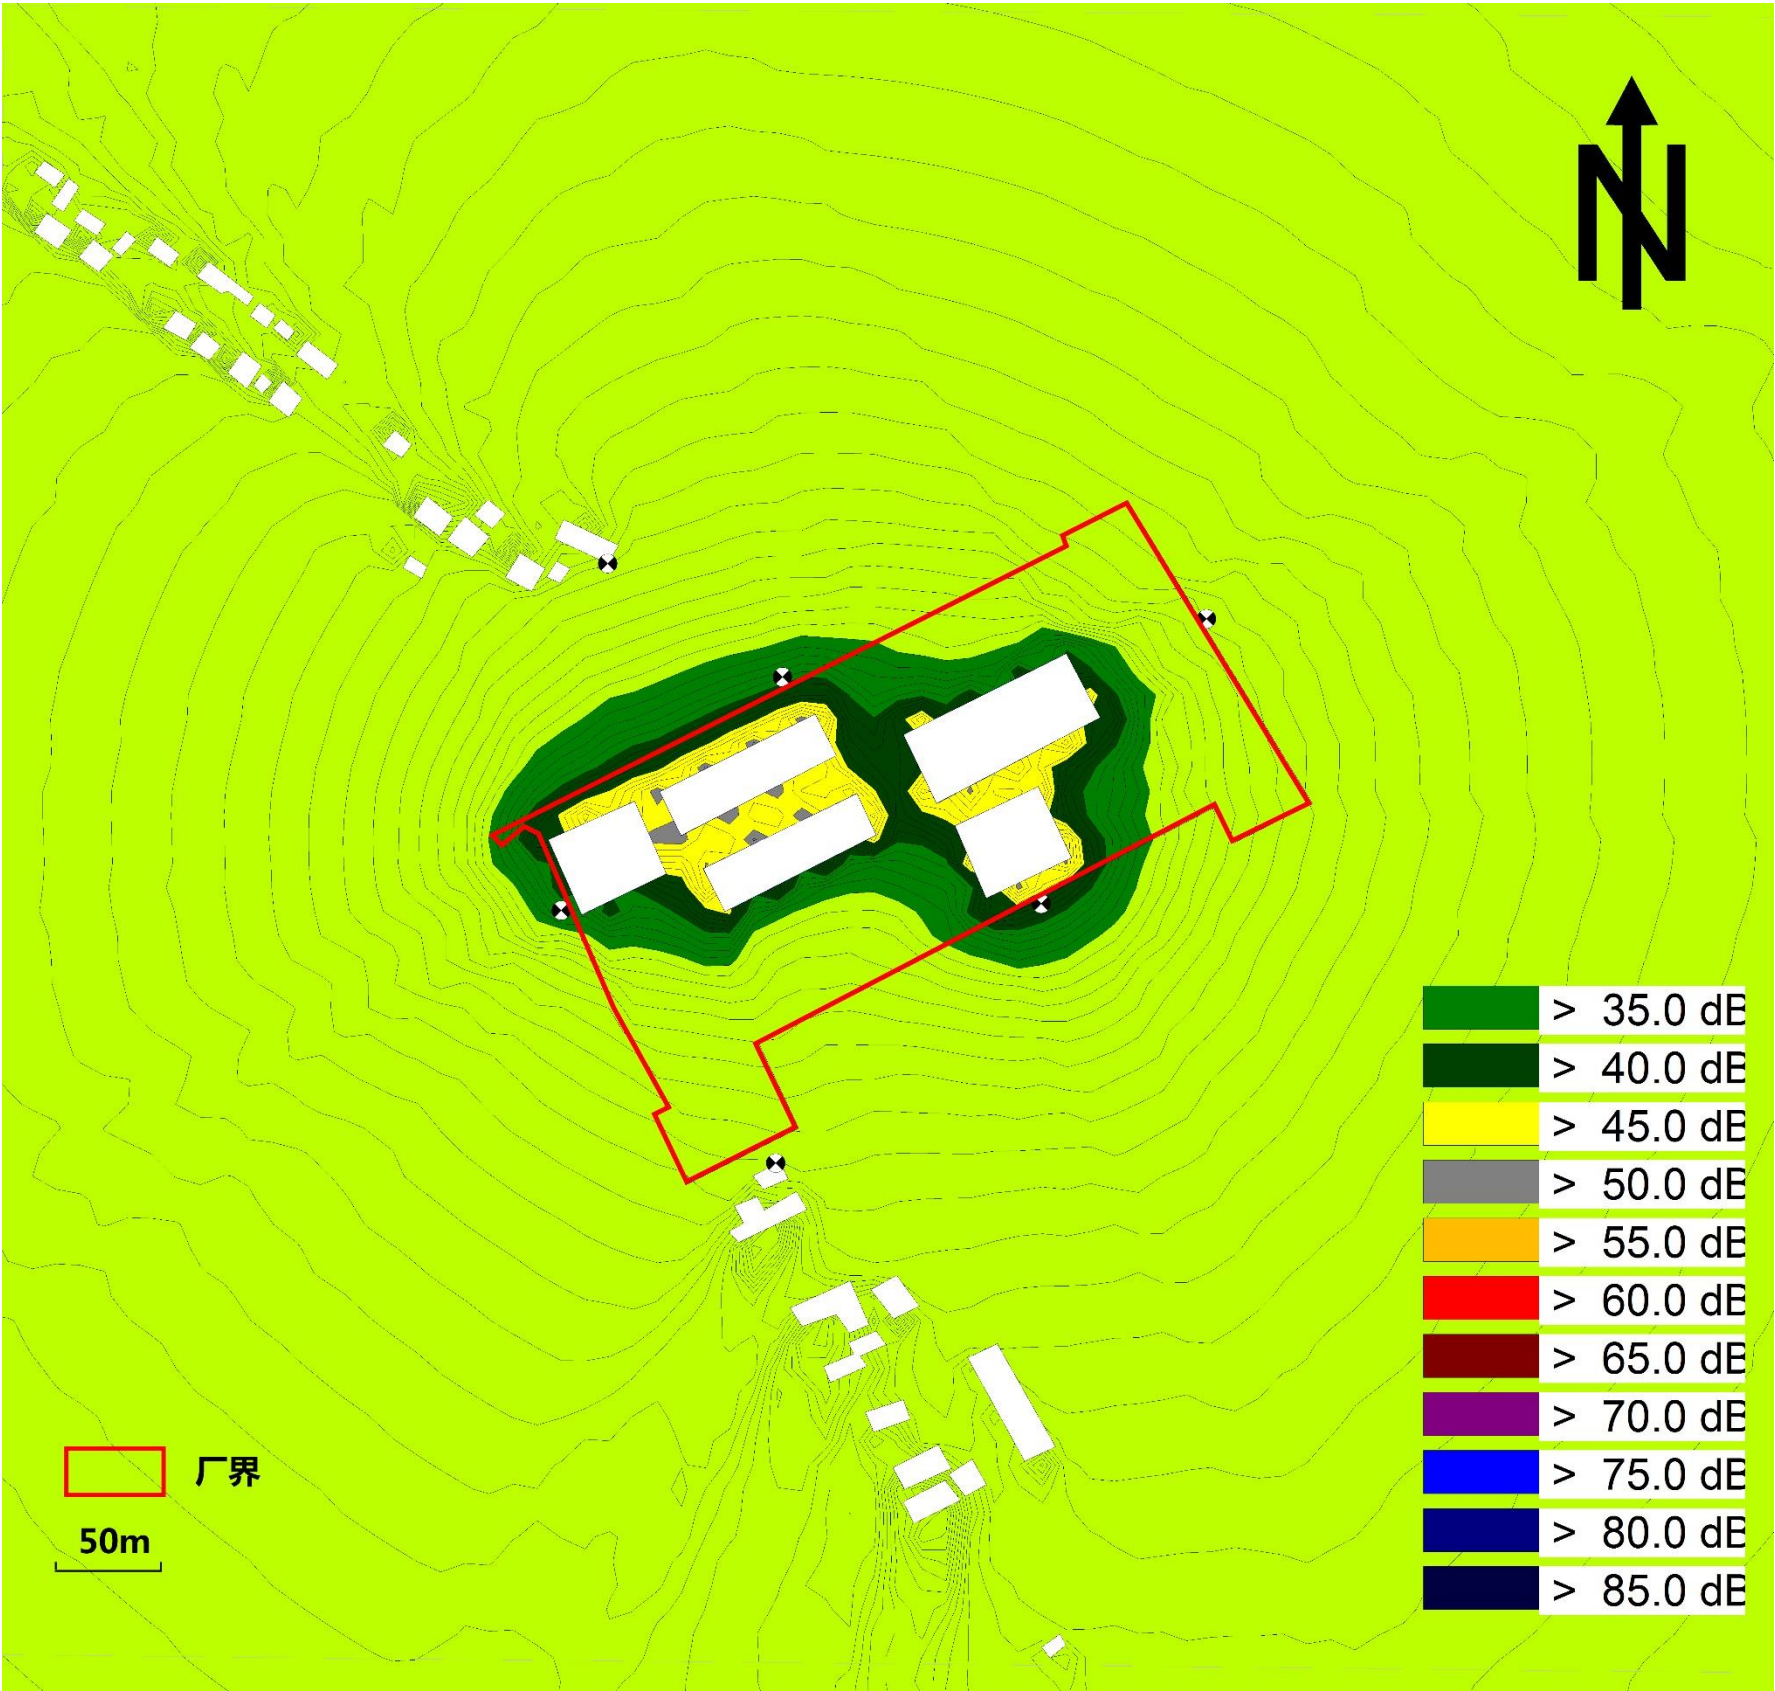 N
> 35.0 dB
> 40.0 dB
> 45.0 dB
> 50.0 dB
> 55.0 dB
> 60.0 dB
> 65.0 dB
> 70.0 dB
> 75.0 dB
> 80.0 dB
> 85.0 dB
厂界
50m